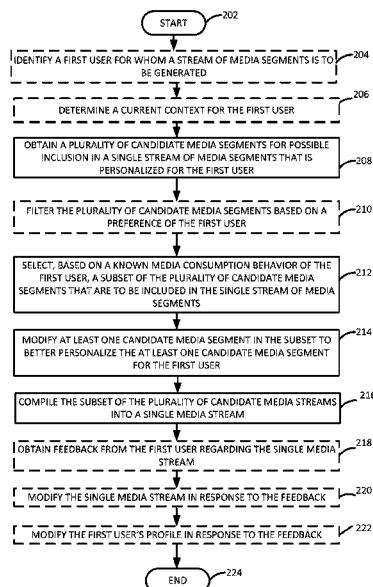 START
202
IDENTIFY A FIRST USER FOR WHOM A STREAM OF MEDIA SEGMENTS IS TO
BE GENERATED
204
DETERMINE A CURRENT CONTEXT FOR THE FIRST USER
206
OBTAIN A PLURALITY OF CANDIDATE MEDIA SEGMENTS FOR POSSIBLE
INCLUSION IN A SINGLE STREAM OF MEDIA SEGMENTS THAT IS
PERSONALIZED FOR THE FIRST USER
208
FILTER THE PLURALITY OF CANDIDATE MEDIA SEGMENTS BASED ON A
PREFERENCE OF THE FIRST USER
210
SELECT, BASED ON A KNOWN MEDIA CONSUMPTION BEHAVIOR OF THE
FIRST USER, A SUBSET OF THE PLURALITY OF CANDIDATE MEDIA
SEGMENTS THAT ARE TO BE INCLUDED IN THE SINGLE STREAM OF MEDIA
SEGMENTS
212
MODIFY AT LEAST ONE CANDIDATE MEDIA SEGMENT IN THE SUBSET TO
BETTER PERSONALIZE THE AT LEAST ONE CANDIDATE MEDIA SEGMENT
FOR THE FIRST USER
214
COMPILE THE SUBSET OF THE PLURALITY OF CANDIDATE MEDIA STREAMS
INTO A SINGLE MEDIA STREAM
216
OBTAIN FEEDBACK FROM THE FIRST USER REGARDING THE SINGLE MEDIA
STREAM
218
MODIFY THE SINGLE MEDIA STREAM IN RESPONSE TO THE FEEDBACK
220
MODIFY THE FIRST USER'S PROFILE IN RESPONSE TO THE FEEDBACK
222
END
224